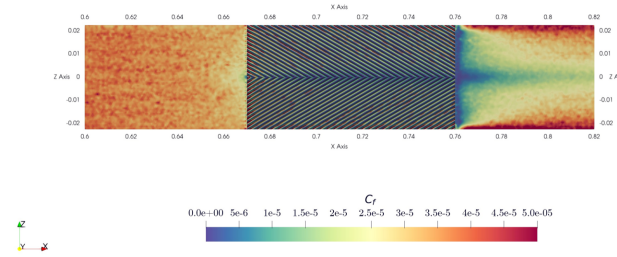 X Axis
0.6 0.62 0.64 0.66 0.68 0.7 0.72 0.74 0.76 0.78 0.8 0.82
0.02 0.02
0.01 0.01
Z Axis 0 0 Z A
-0.01 -0.01
-0.02 -0.02
0.6 0.62 0.64 0.66 0.68 0.7 0.72 0.74 0.76 0.78 0.8 0.82
X Axis
C_f
0.0e+00 5e-6 1e-5 1.5e-5 2e-5 2.5e-5 3e-5 3.5e-5 4e-5 4.5e-5 5.0e-05
Z
Y X